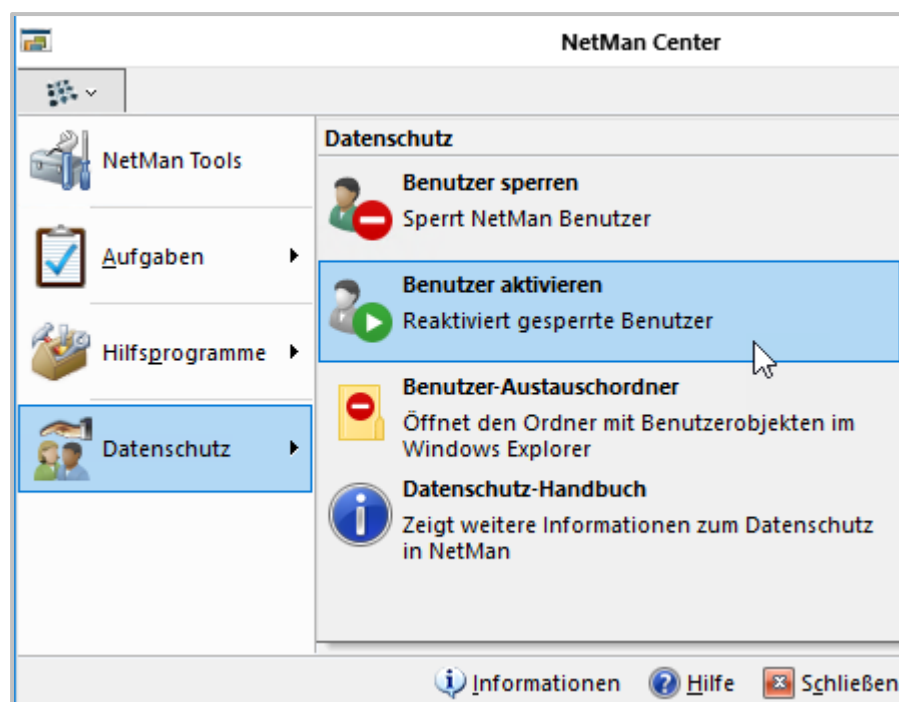 NetMan Center
NetMan Tools
Aufgaben
Hilfsprogramme
Datenschutz
Datenschutz
Benutzer sperren
Sperrt NetMan Benutzer
Benutzer aktivieren
Reaktiviert gesperrte Benutzer
Benutzer-Austauschordner
Öffnet den Ordner mit Benutzerobjekten im
Windows Explorer
Datenschutz-Handbuch
Zeigt weitere Informationen zum Datenschutz
in NetMan
Informationen
Hilfe
Schließen